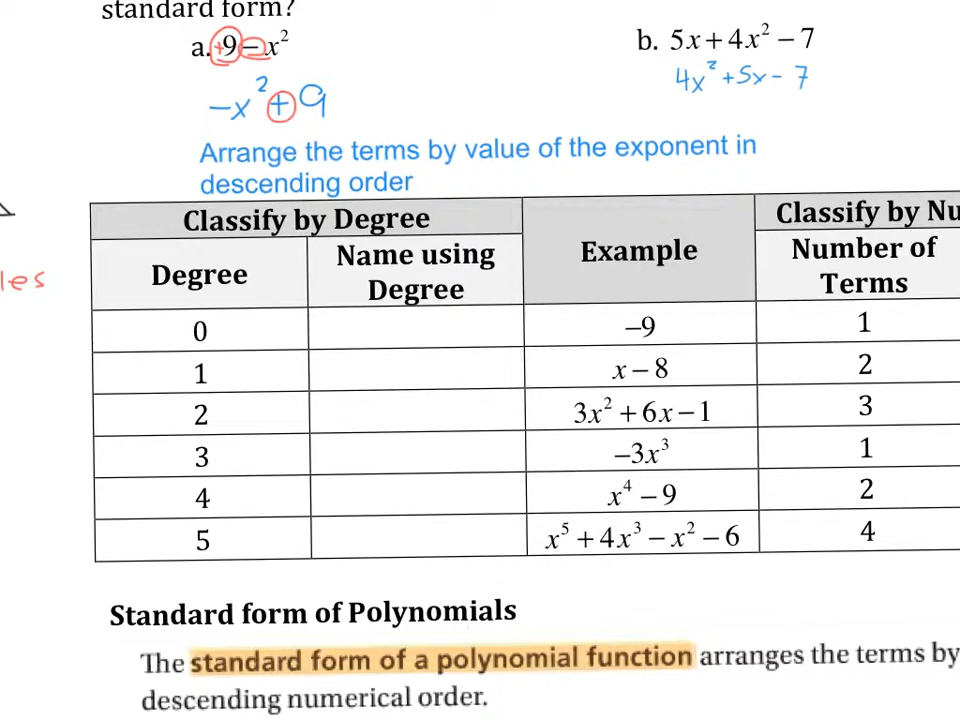 standard form?
a. +9 − x²
b. 5x + 4x² − 7
4x² + 5x − 7
−x² + 9
Arrange the terms by value of the exponent in
descending order
les
Classify by Degree
Example
Classify by Nu
Degree
Name using
Degree
Number of
Terms
0 −9 1
1 x − 8 2
2 3x² + 6x − 1 3
3 −3x³ 1
4 x⁴ − 9 2
5 x⁵ + 4x³ − x² − 6 4
Standard form of Polynomials
The standard form of a polynomial function arranges the terms by
descending numerical order.